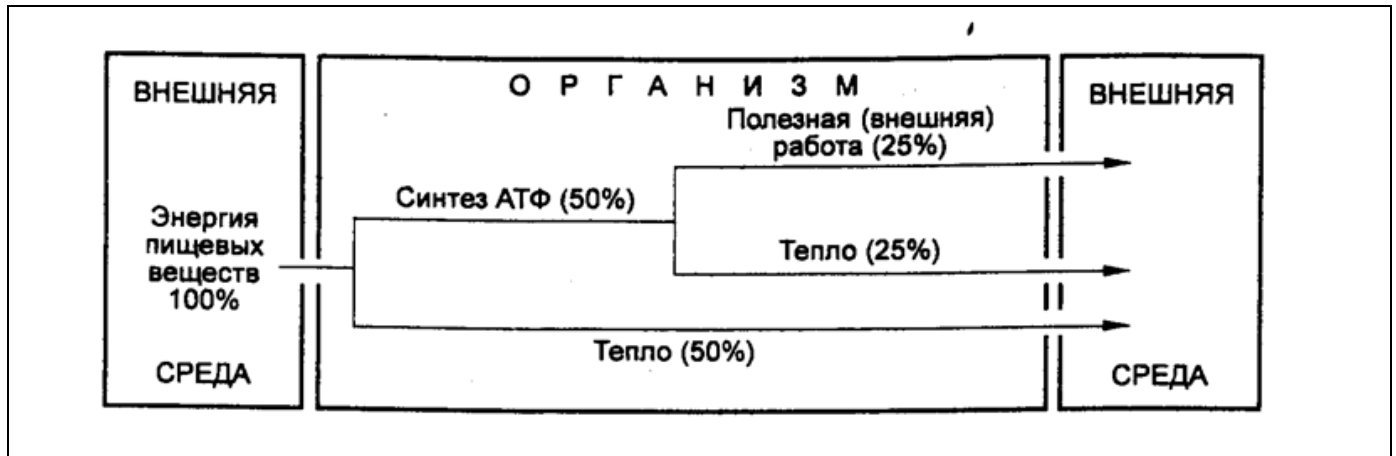 ВНЕШНЯЯ
Энергия
пищевых
веществ
100%
СРЕДА
О Р Г А Н И З М
Полезная (внешняя)
работа (25%)
Синтез АТФ (50%)
Тепло (25%)
Тепло (50%)
ВНЕШНЯЯ
СРЕДА